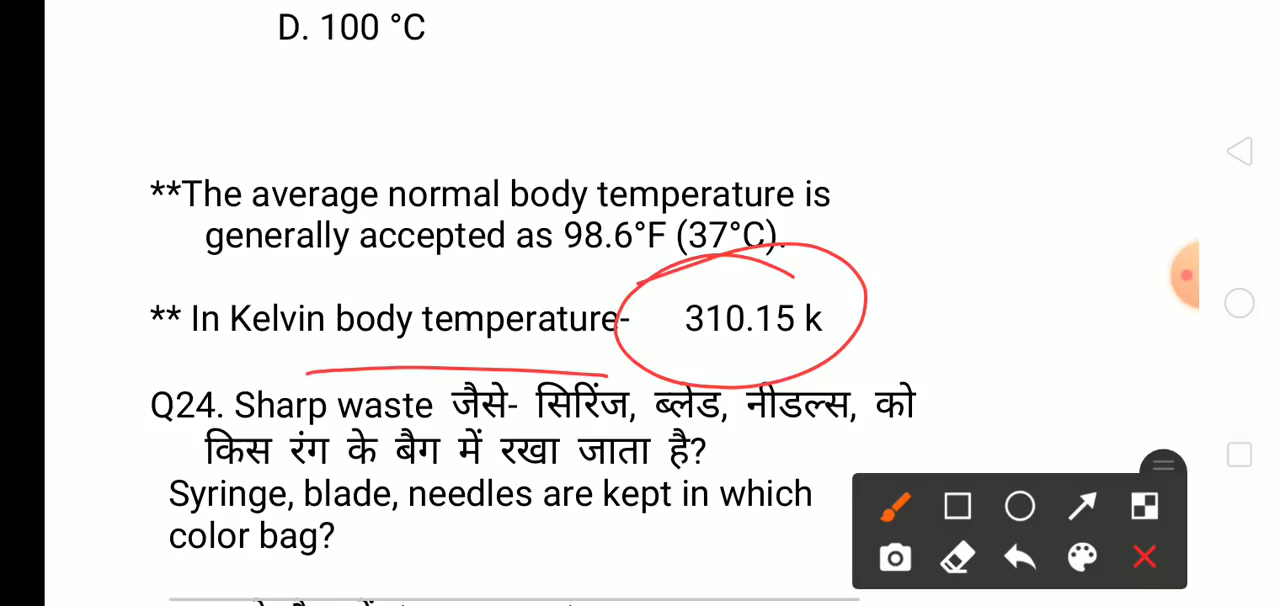 D. 100 °C
**The average normal body temperature is
generally accepted as 98.6°F (37°C).
** In Kelvin body temperature- 310.15 k
Q24. Sharp waste जैसे- सिरिंज, ब्लेड, नीडल्स, को
किस रंग के बैग में रखा जाता है?
Syringe, blade, needles are kept in which
color bag?